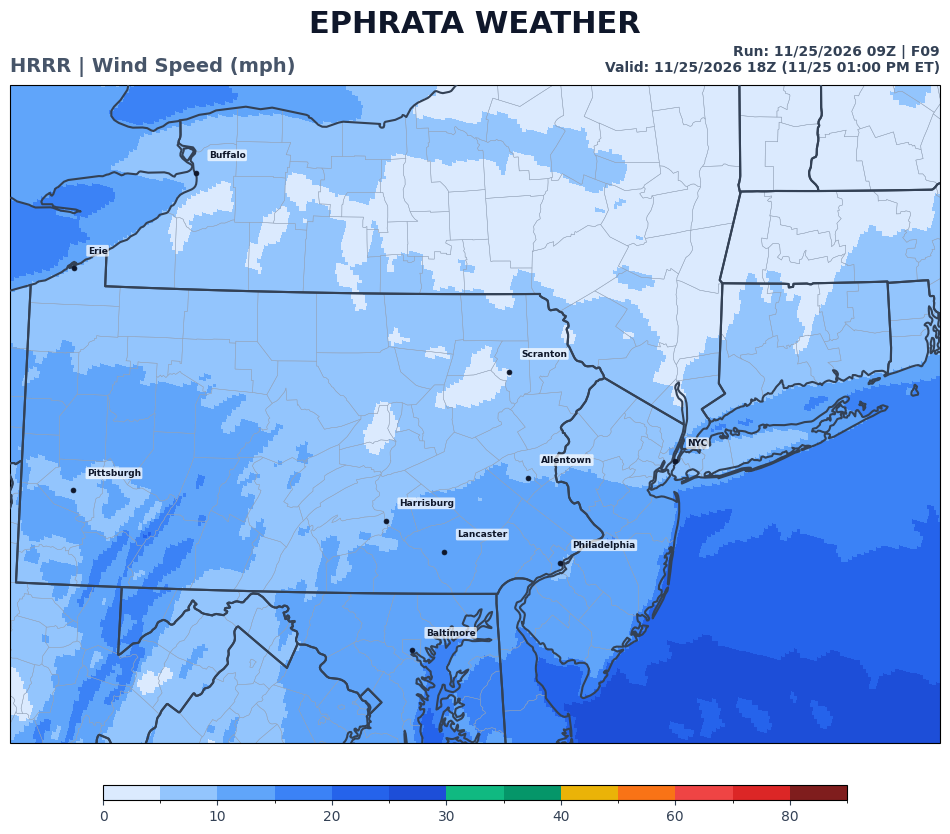 EPHRATA WEATHER
HRRR | Wind Speed (mph)
Run: 11/25/2026 09Z | F09
Valid: 11/25/2026 18Z (11/25 01:00 PM ET)
Buffalo
Erie
Scranton
NYC
Allentown
Pittsburgh
Harrisburg
Lancaster
Philadelphia
Baltimore
0 10 20 30 40 50 60 70 80